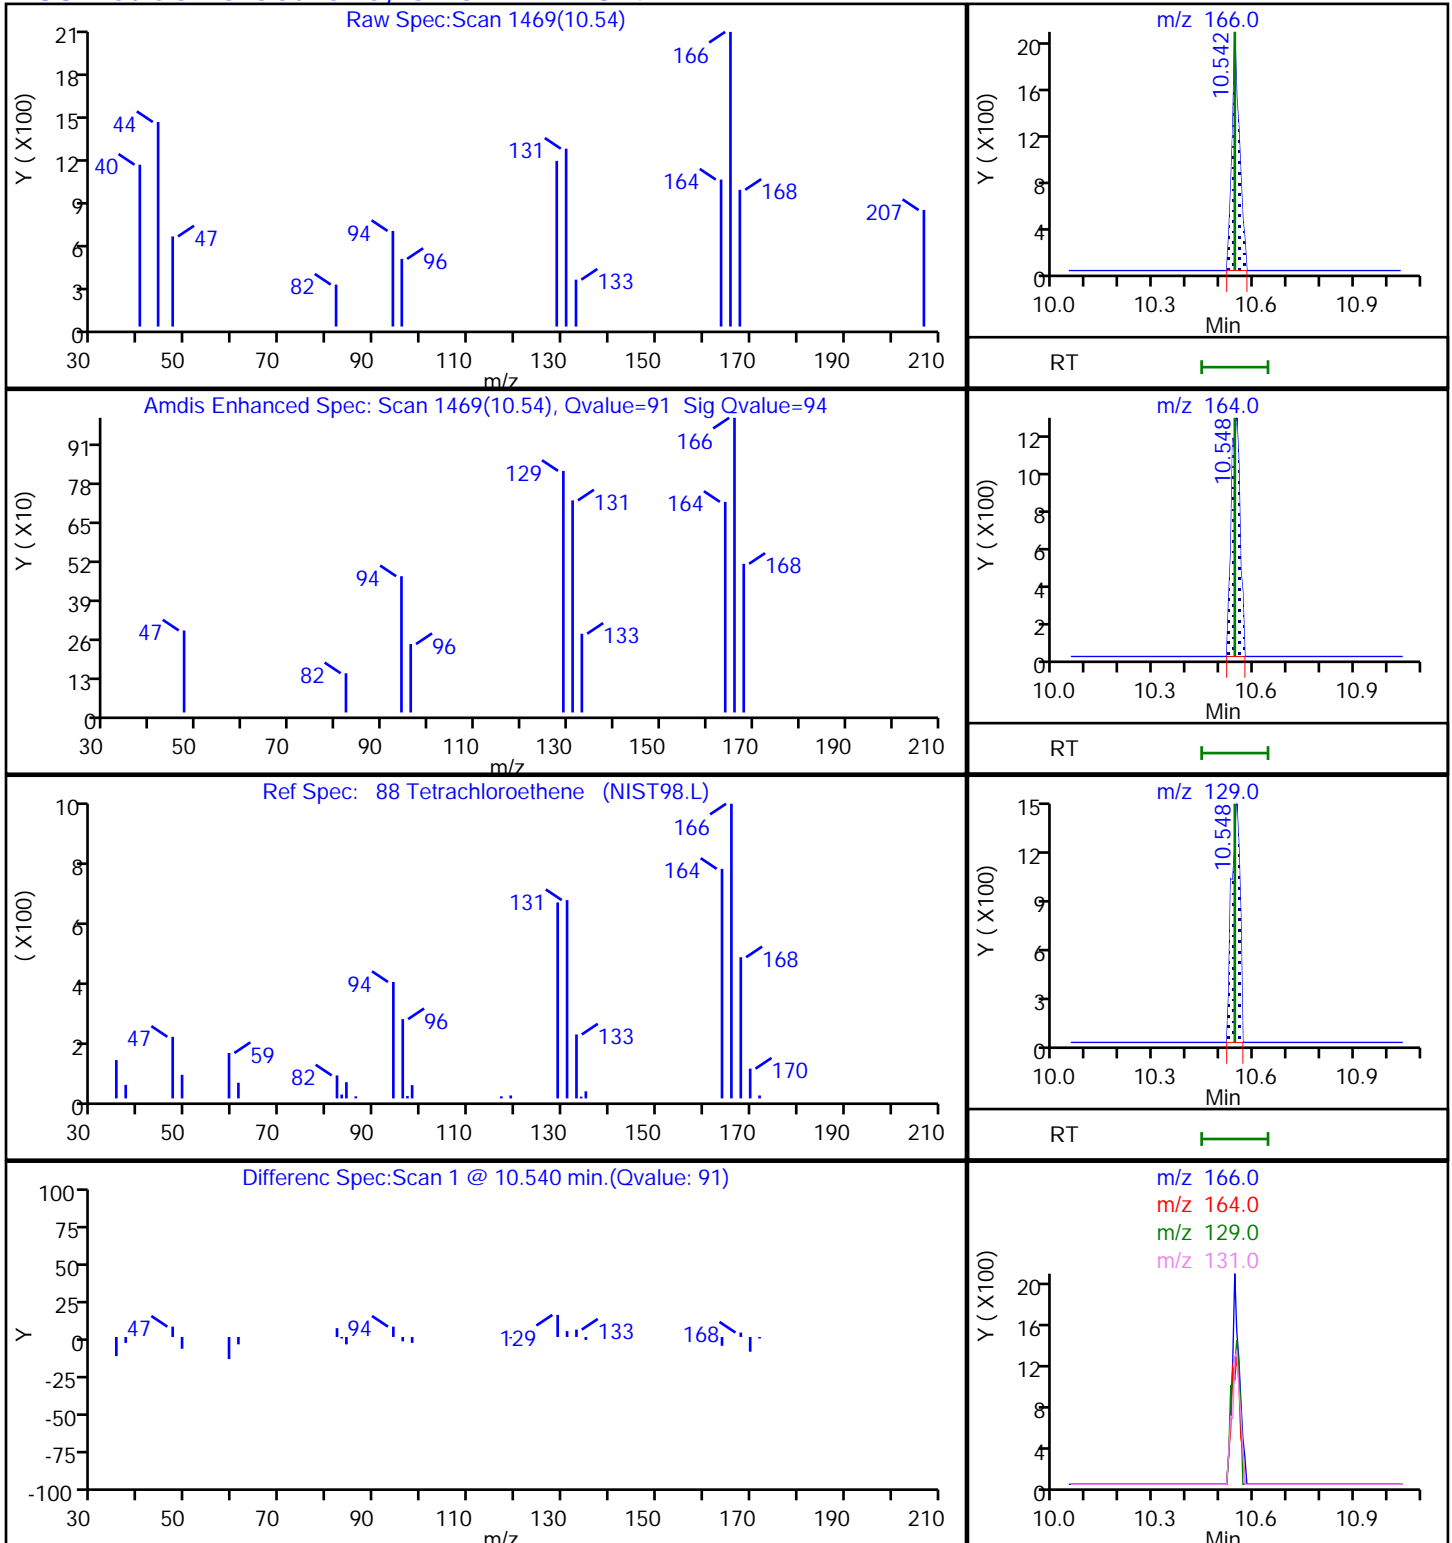 Raw Spec:Scan 1469(10.54)
Y ( X100)
21
18
15
12
9
6
3
0
44
40
47
82
94
96
131
133
166
164
168
207
30 50 70 90 110 130 150 170 190 210
m/z
m/z 166.0
Y ( X100)
20
16
12
8
4
0
10.542
10.0 10.3 10.6 10.9
Min
RT
Amdis Enhanced Spec: Scan 1469(10.54), Qvalue=91 Sig Qvalue=94
Y ( X10)
91
78
65
52
39
26
13
0
47
82
94
96
129
131
133
166
164
168
30 50 70 90 110 130 150 170 190 210
m/z
m/z 164.0
Y ( X100)
12
10
8
6
4
2
0
10.548
10.0 10.3 10.6 10.9
Min
RT
Ref Spec: 88 Tetrachloroethene (NIST98.L)
( X100)
10
8
6
4
2
0
47
59
82
94
96
131
133
166
164
168
170
30 50 70 90 110 130 150 170 190 210
m/z 129.0
Y ( X100)
15
12
9
6
3
0
10.548
10.0 10.3 10.6 10.9
Min
RT
Differenc Spec:Scan 1 @ 10.540 min.(Qvalue: 91)
Y
100
75
50
25
0
-25
-50
-75
-100
47
94
129
133
168
30 50 70 90 110 130 150 170 190 210
m/z
m/z 166.0
m/z 164.0
m/z 129.0
m/z 131.0
Y ( X100)
20
16
12
8
4
0
10.0 10.3 10.6 10.9
Min